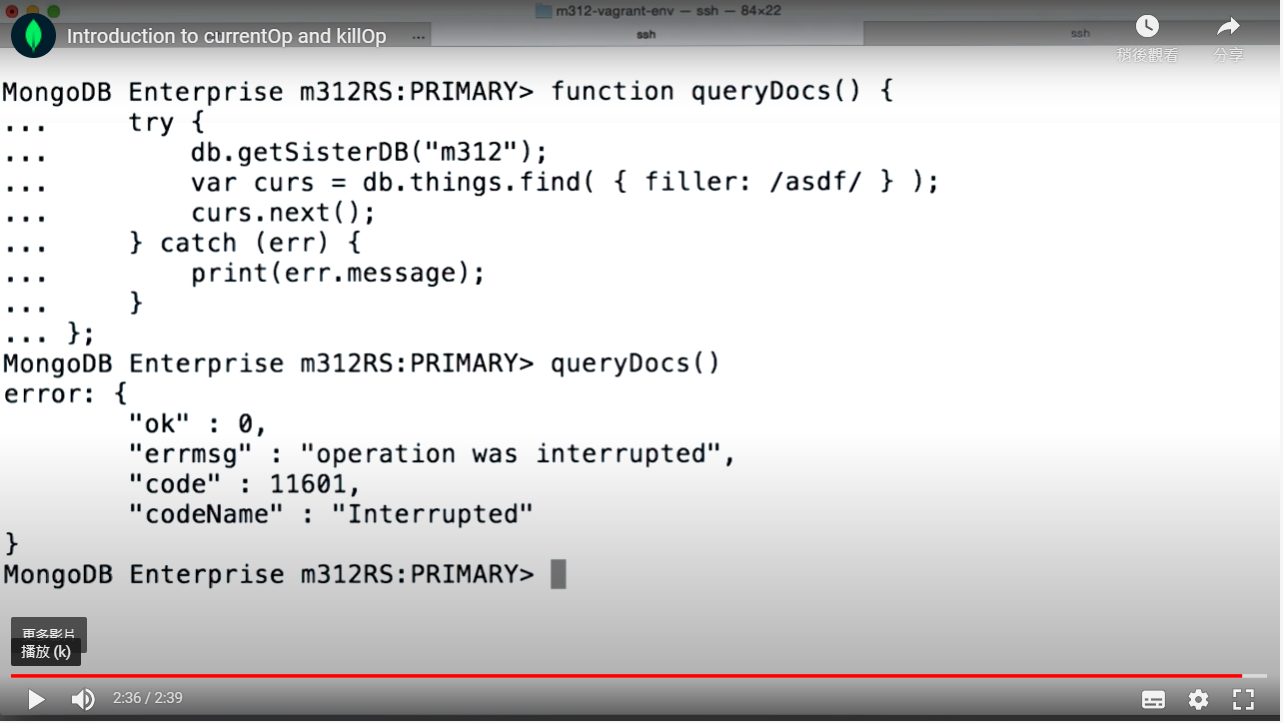 m312-vagrant-env — ssh — 84×22
Introduction to currentOp and killOp ...
ssh
ssh
稍後觀看
分享
MongoDB Enterprise m312RS:PRIMARY> function queryDocs() {
...     try {
...         db.getSisterDB("m312");
...         var curs = db.things.find( { filler: /asdf/ } );
...         curs.next();
...     } catch (err) {
...         print(err.message);
...     }
... };
MongoDB Enterprise m312RS:PRIMARY> queryDocs()
error: {
        "ok" : 0,
        "errmsg" : "operation was interrupted",
        "code" : 11601,
        "codeName" : "Interrupted"
}
MongoDB Enterprise m312RS:PRIMARY>
更多影片
播放 (k)
2:36 / 2:39